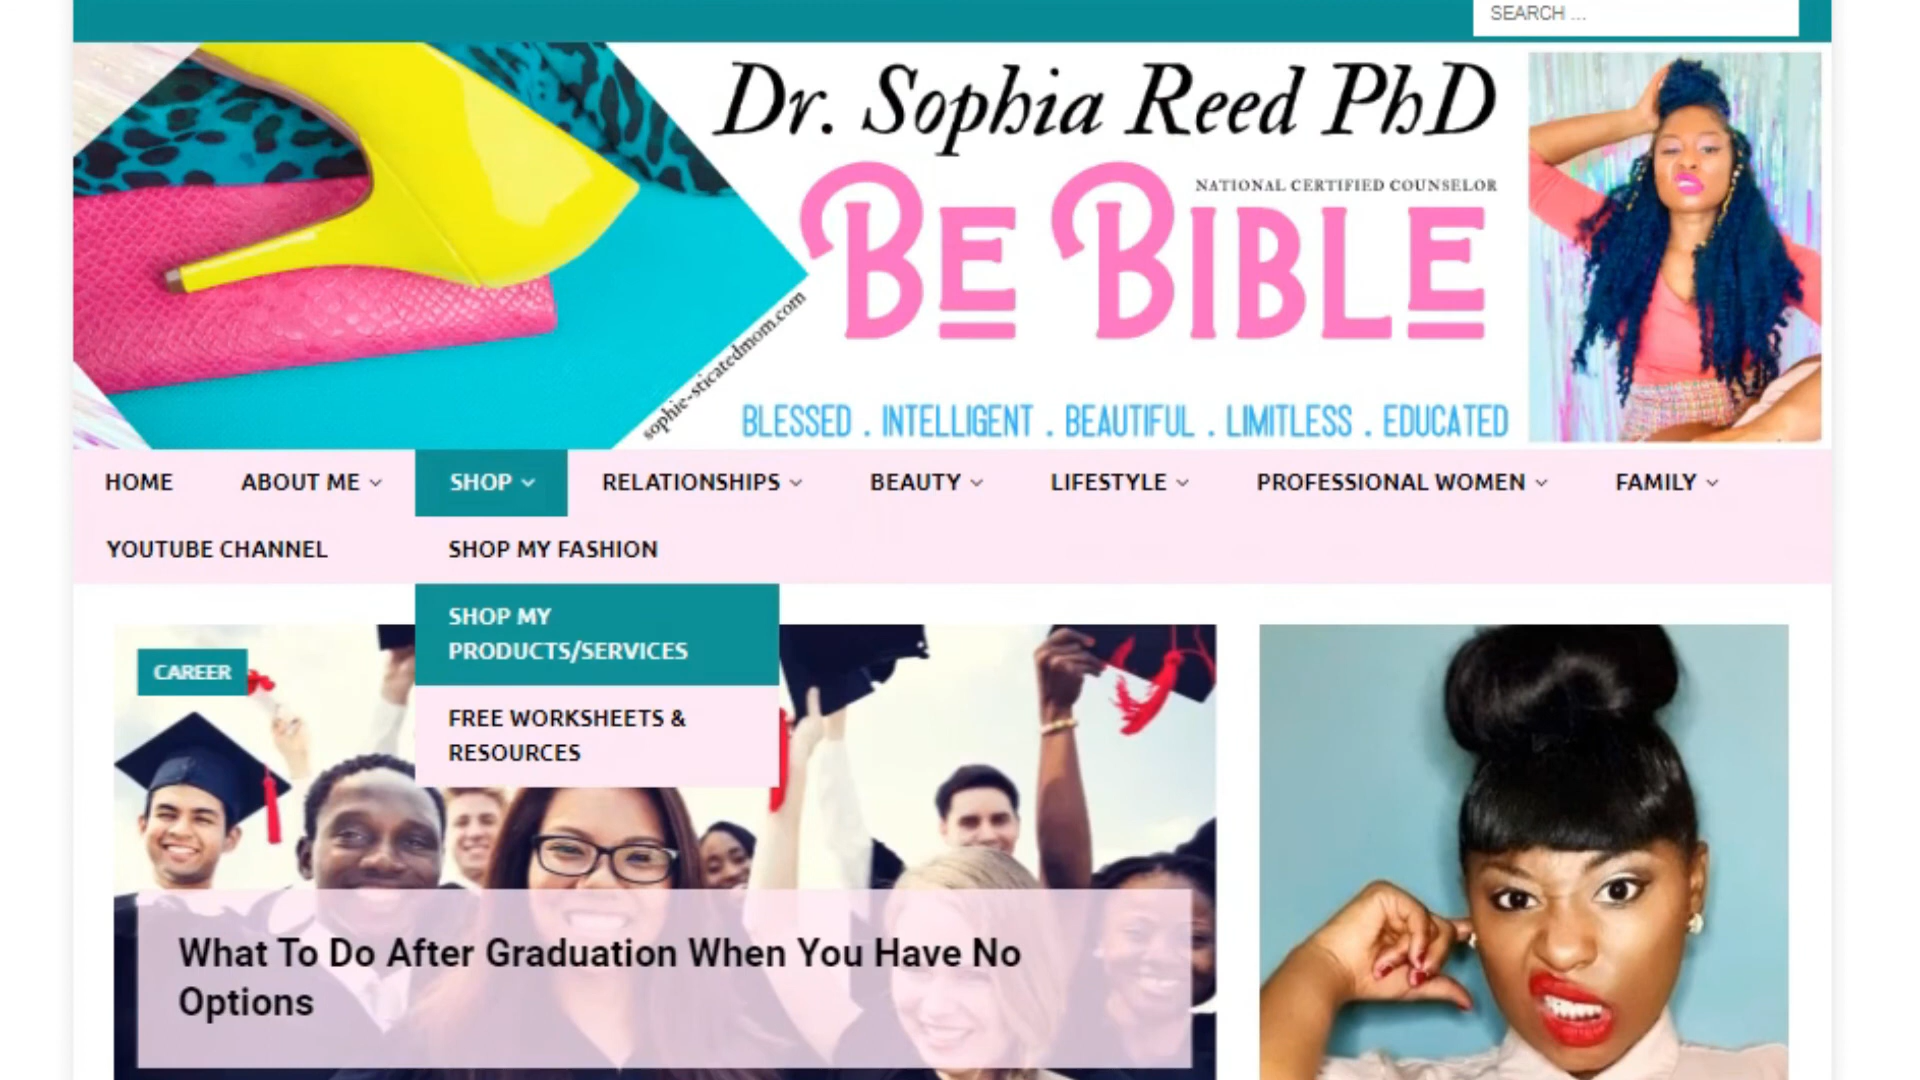 SEARCH ...
Dr. Sophia Reed PhD
NATIONAL CERTIFIED COUNSELOR
BE BIBLE
sophie-sticatedmom.com
BLESSED . INTELLIGENT . BEAUTIFUL . LIMITLESS . EDUCATED
HOME ABOUT ME SHOP RELATIONSHIPS BEAUTY LIFESTYLE PROFESSIONAL WOMEN FAMILY
YOUTUBE CHANNEL SHOP MY FASHION
SHOP MY
PRODUCTS/SERVICES
FREE WORKSHEETS &
RESOURCES
CAREER
What To Do After Graduation When You Have No
Options